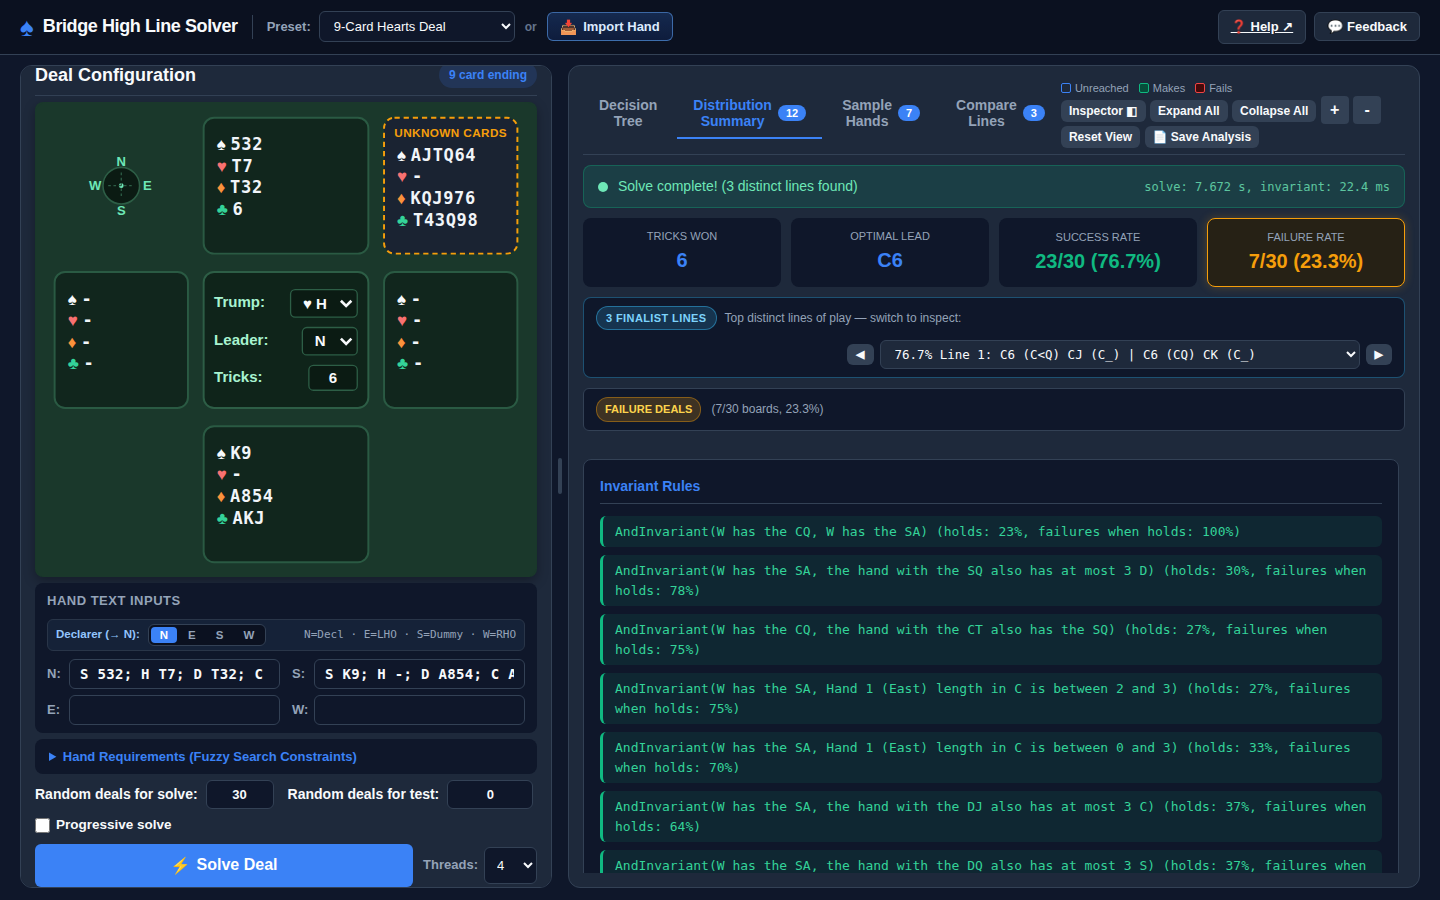 ♠ Bridge High Line Solver
Preset: 9-Card Hearts Deal or 📥 Import Hand
❓ Help ↗ 💬 Feedback
Deal Configuration 9 card ending
N
W E
S
♠ 532
♥ T7
♦ T32
♣ 6
UNKNOWN CARDS
♠ AJTQ64
♥ -
♦ KQJ976
♣ T43Q98
♠ -
♥ -
♦ -
♣ -
Trump: ♥ H
Leader: N
Tricks: 6
♠ -
♥ -
♦ -
♣ -
♠ K9
♥ -
♦ A854
♣ AKJ
HAND TEXT INPUTS
Declarer (→ N): N E S W N=Decl · E=LHO · S=Dummy · W=RHO
N: S 532; H T7; D T32; C S: S K9; H -; D A854; C A
E: W:
▶ Hand Requirements (Fuzzy Search Constraints)
Random deals for solve: 30 Random deals for test: 0
Progressive solve
⚡ Solve Deal Threads: 4
Decision Tree
Distribution Summary 12
Sample Hands 7
Compare Lines 3
Unreached Makes Fails
Inspector ◧ Expand All Collapse All + -
Reset View 📄 Save Analysis
Solve complete! (3 distinct lines found) solve: 7.672 s, invariant: 22.4 ms
TRICKS WON
6
OPTIMAL LEAD
C6
SUCCESS RATE
23/30 (76.7%)
FAILURE RATE
7/30 (23.3%)
3 FINALIST LINES Top distinct lines of play — switch to inspect:
◀ 76.7% Line 1: C6 (C<Q) CJ (C_) | C6 (CQ) CK (C_) ▶
FAILURE DEALS (7/30 boards, 23.3%)
Invariant Rules
AndInvariant(W has the CQ, W has the SA) (holds: 23%, failures when holds: 100%)
AndInvariant(W has the SA, the hand with the SQ also has at most 3 D) (holds: 30%, failures when
holds: 78%)
AndInvariant(W has the CQ, the hand with the CT also has the SQ) (holds: 27%, failures when
holds: 75%)
AndInvariant(W has the SA, Hand 1 (East) length in C is between 2 and 3) (holds: 27%, failures
when holds: 75%)
AndInvariant(W has the SA, Hand 1 (East) length in C is between 0 and 3) (holds: 33%, failures
when holds: 70%)
AndInvariant(W has the SA, the hand with the DJ also has at most 3 C) (holds: 37%, failures when
holds: 64%)
AndInvariant(W has the SA, the hand with the DQ also has at most 3 S) (holds: 37%, failures when